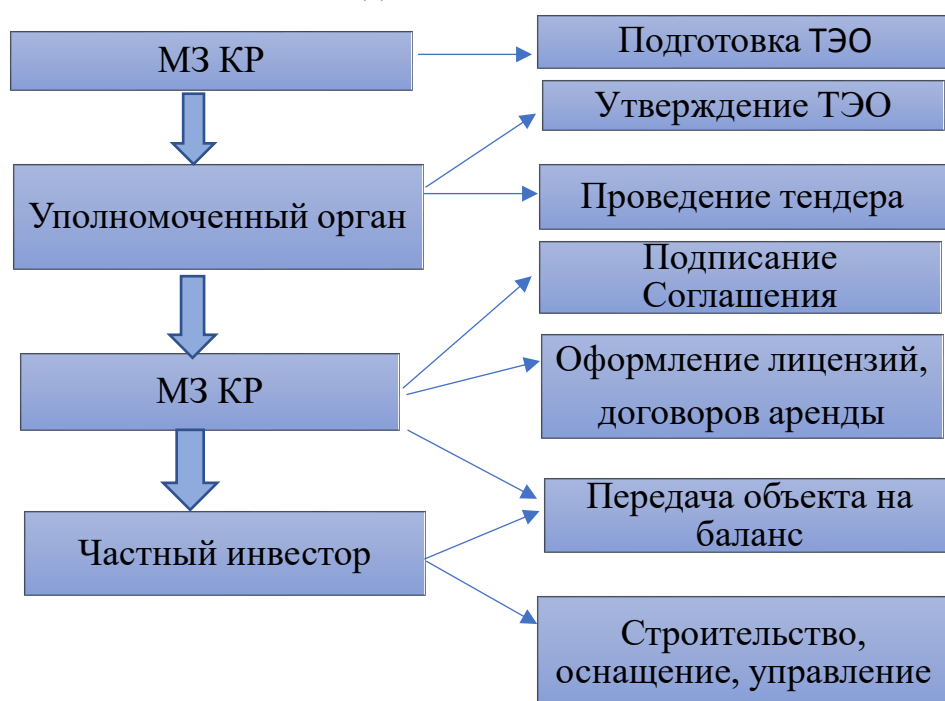 МЗ КР
Подготовка ТЭО
Утверждение ТЭО
Уполномоченный орган
Проведение тендера
Подписание
Соглашения
МЗ КР
Оформление лицензий,
договоров аренды
Передача объекта на
баланс
Частный инвестор
Строительство,
оснащение, управление